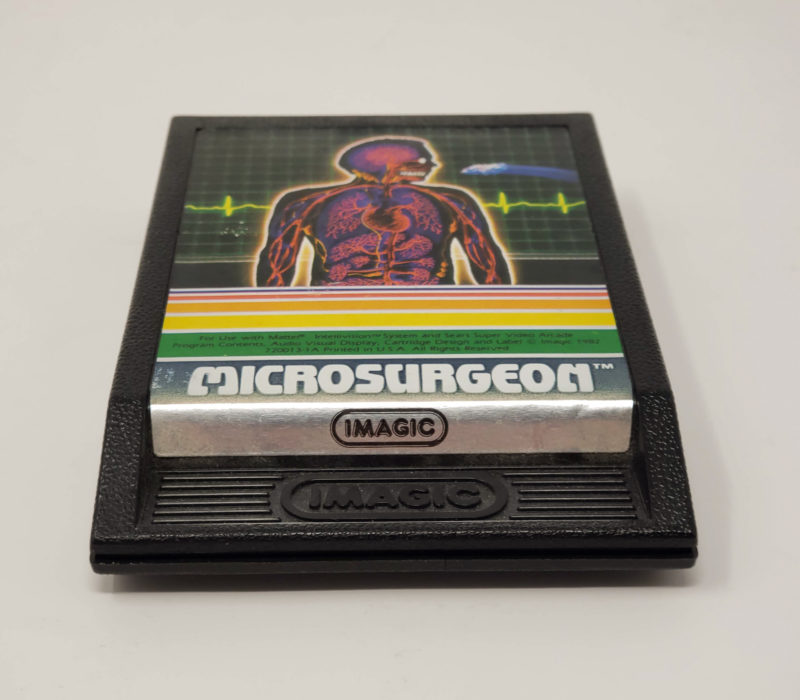 For Use with Mattel® Intellivision™ System and Sears Super Video Arcade
Program Contents, Audio Visual Display, Cartridge Design and Label © Imagic 1982
720013-1A Printed in U.S.A. All Rights Reserved
MICROSURGEON™
IMAGIC
IMAGIC